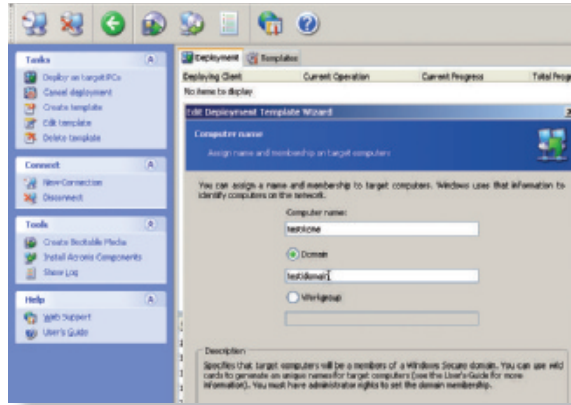 Tasks
Deploy on target PCs
Cancel deployment
Create template
Edit template
Delete template
Connect
New Connection
Disconnect
Tools
Create Bootable Media
Install Acronis Components
Show Log
Help
Web Support
User's Guide
Deployment Templates
Deploying Client Current Operation Current Progress Total Prog
No items to display
Edit Deployment Template Wizard
Computer name
Assign name and membership on target computers
You can assign a name and membership to target computers. Windows uses that information to
identify computers on the network.
Computer name:
Domain
testdomain
Workgroup
Description
Specifies that target computers will be a members of a Windows Secure domain. You can use wild
cards to generate an unique names for target computers (see the User's Guide for more
information). You must have administrator rights to set the domain membership.